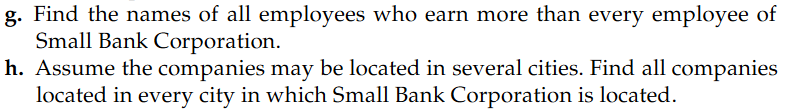 g. Find the names of all employees who earn more than every employee of
Small Bank Corporation.
h. Assume the companies may be located in several cities. Find all companies
located in every city in which Small Bank Corporation is located.